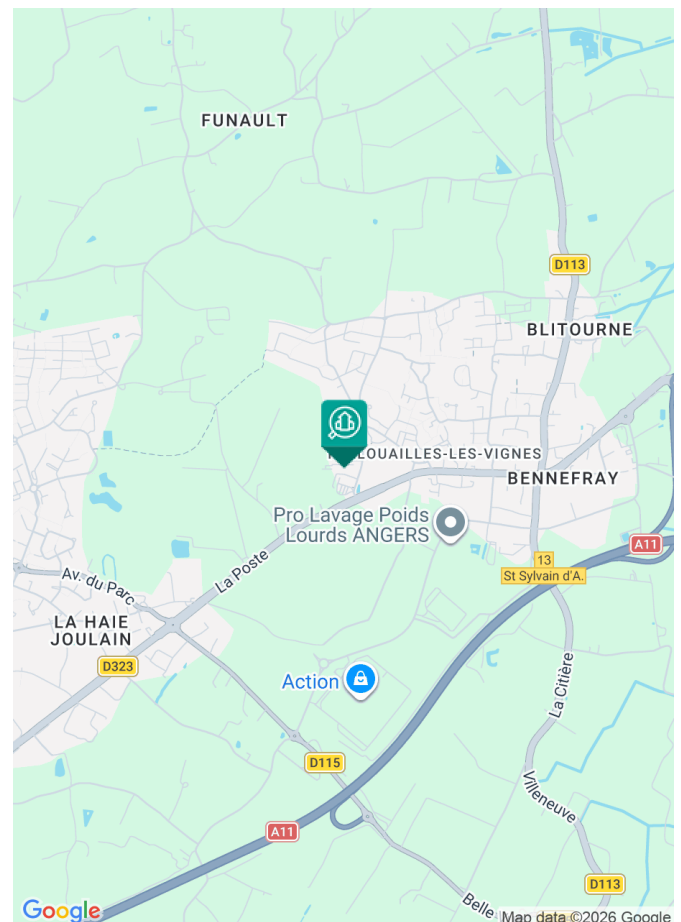 FUNAULT
D113
BLITOURNE
LOUAILLES-LES-VIGNES
BENNEFRAY
Pro Lavage Poids
Lourds ANGERS
A11
13
St Sylvain d'A.
La Poste
Av. du Parc
LA HAIE
JOULAIN
D323
Action
La Citière
D115
Villeneuve
A11
D113
Belle
Google
Map data ©2026 Google